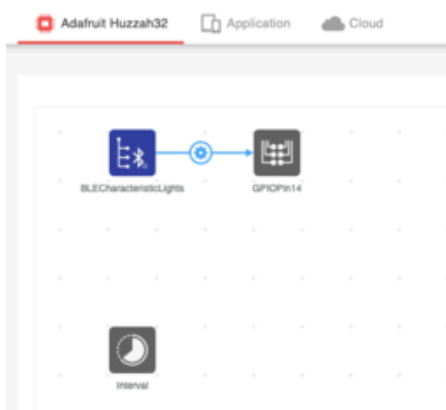 Adafruit Huzzah32 Application Cloud
BLECharacteristicLights GPIOPin14
Interval